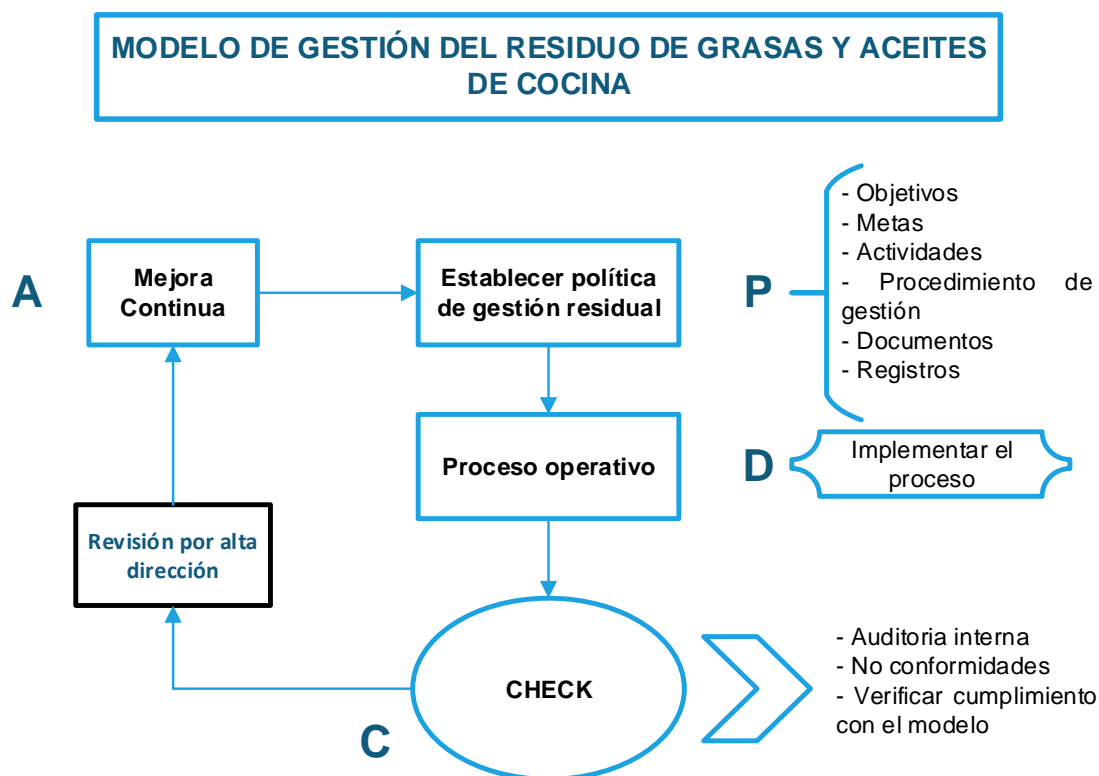 MODELO DE GESTIÓN DEL RESIDUO DE GRASAS Y ACEITES
DE COCINA
A
Mejora
Continua
Establecer política
de gestión residual
P
- Objetivos
- Metas
- Actividades
- Procedimiento de
gestión
- Documentos
- Registros
Proceso operativo
D
Implementar el
proceso
Revisión por alta
dirección
CHECK
C
- Auditoria interna
- No conformidades
- Verificar cumplimiento
con el modelo